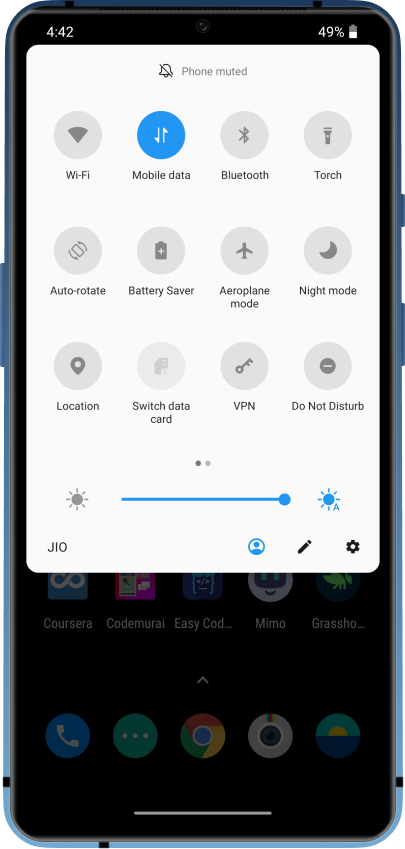 4:42
49%
Phone muted
Wi-Fi
Mobile data
Bluetooth
Torch
Auto-rotate
Battery Saver
Aeroplane
mode
Night mode
Location
Switch data
card
VPN
Do Not Disturb
A
JIO
Coursera
Codemurai
Easy Cod…
Mimo
Grassho…